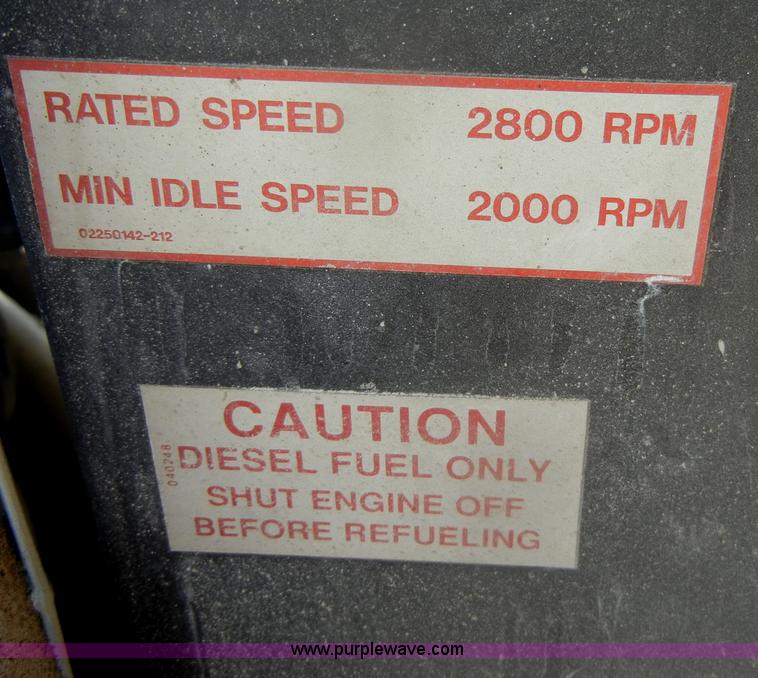 RATED SPEED 2800 RPM
MIN IDLE SPEED 2000 RPM
02250142-212
CAUTION
DIESEL FUEL ONLY
SHUT ENGINE OFF
BEFORE REFUELING
040248
www.purplewave.com